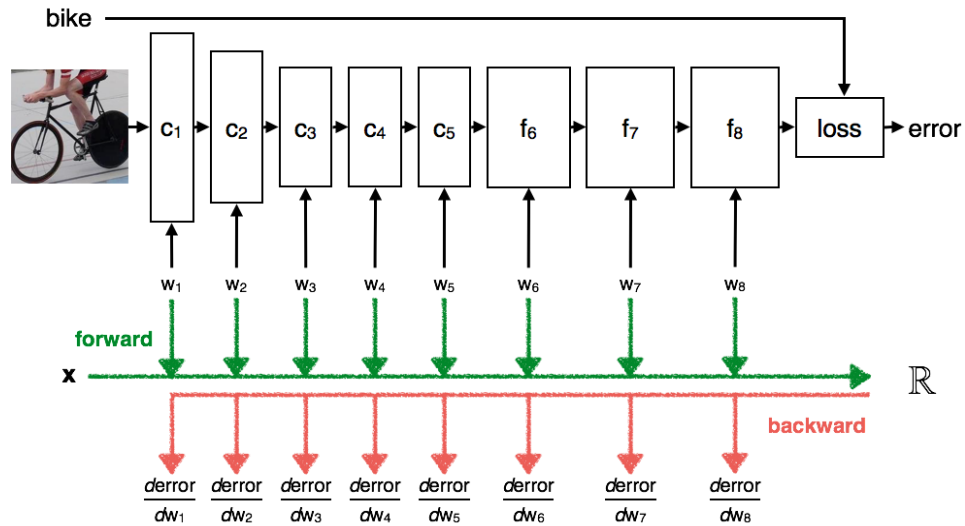 bike
c₁ c₂ c₃ c₄ c₅ f₆ f₇ f₈ loss error
w₁ w₂ w₃ w₄ w₅ w₆ w₇ w₈
forward
x ℝ
backward
derror derror derror derror derror derror derror derror
dw₁ dw₂ dw₃ dw₄ dw₅ dw₆ dw₇ dw₈